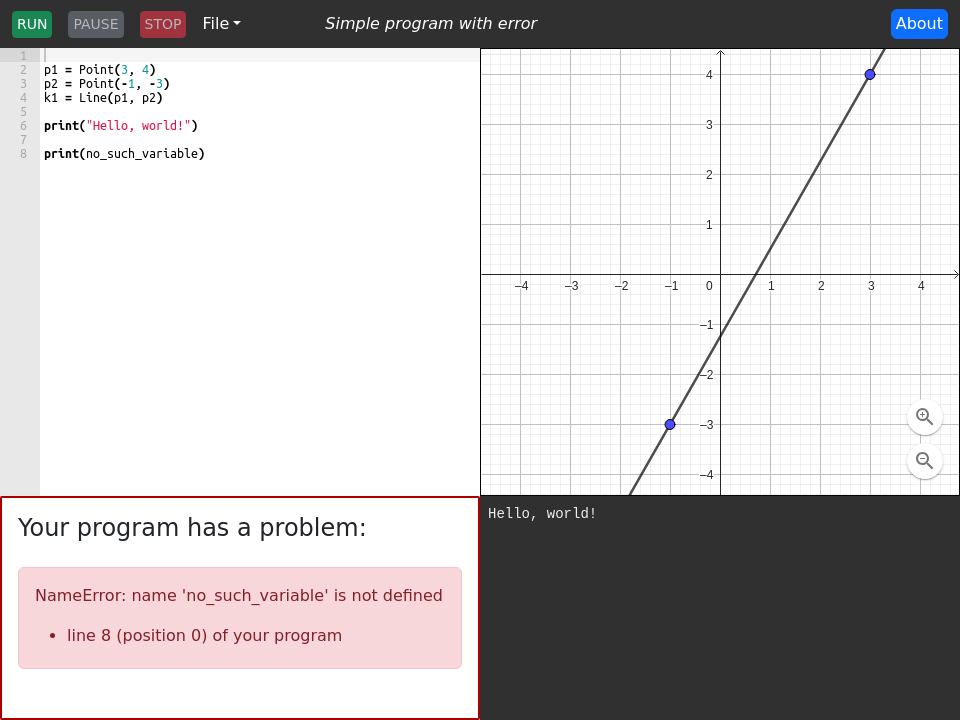 RUN PAUSE STOP File Simple program with error About
1
2 p1 = Point(3, 4)
3 p2 = Point(-1, -3)
4 k1 = Line(p1, p2)
5
6 print("Hello, world!")
7
8 print(no_such_variable)
4
3
2
1
–4 –3 –2 –1 0 1 2 3 4
–1
–2
–3
–4
Your program has a problem:
NameError: name 'no_such_variable' is not defined
• line 8 (position 0) of your program
Hello, world!